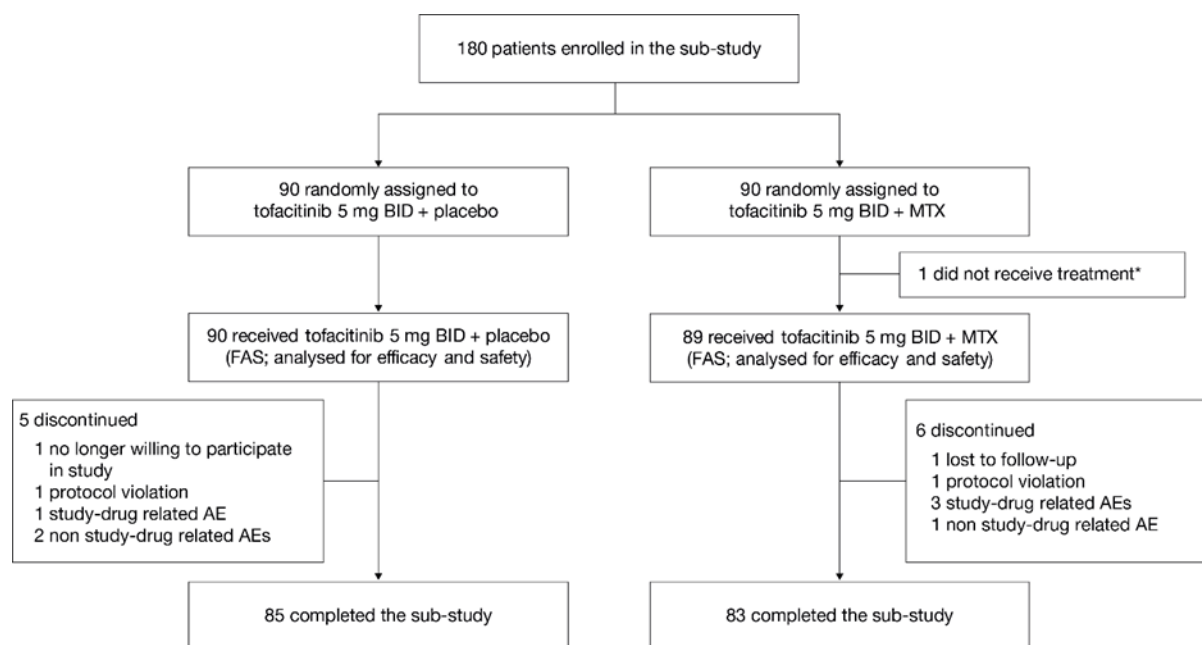 180 patients enrolled in the sub-study
90 randomly assigned to
tofacitinib 5 mg BID + placebo
90 randomly assigned to
tofacitinib 5 mg BID + MTX
1 did not receive treatment*
90 received tofacitinib 5 mg BID + placebo
(FAS; analysed for efficacy and safety)
89 received tofacitinib 5 mg BID + MTX
(FAS; analysed for efficacy and safety)
5 discontinued
1 no longer willing to participate
in study
1 protocol violation
1 study-drug related AE
2 non study-drug related AEs
6 discontinued
1 lost to follow-up
1 protocol violation
3 study-drug related AEs
1 non study-drug related AE
85 completed the sub-study
83 completed the sub-study